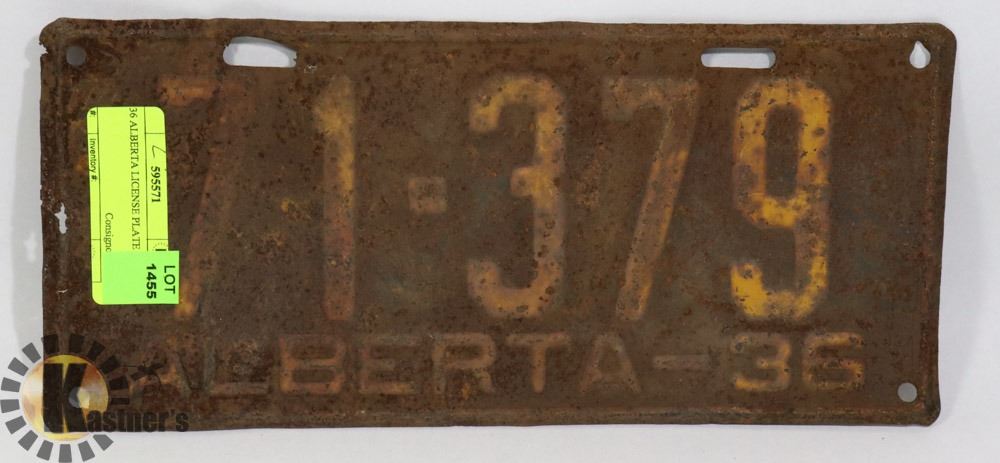 71·379
ALBERTA-36
36 ALBERTA LICENSE PLATE
595571
Inventory #:
#:
LOT
1455
Kastner's